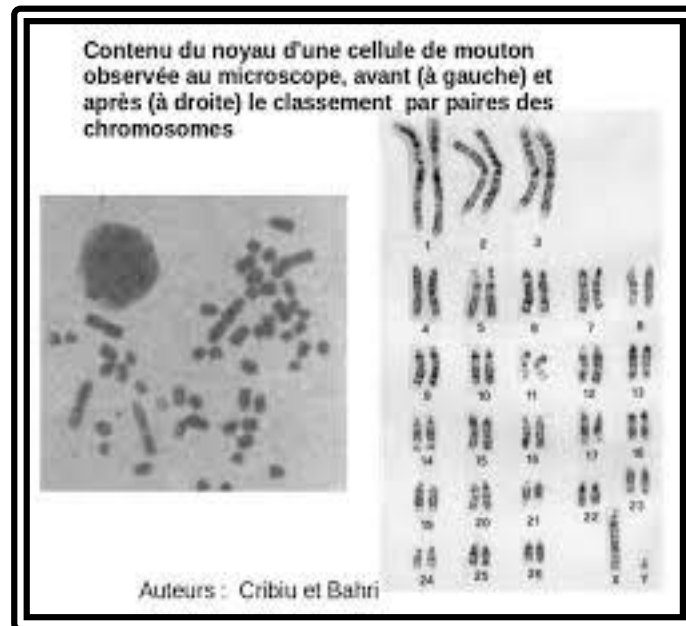 Contenu du noyau d'une cellule de mouton
observée au microscope, avant (à gauche) et
après (à droite) le classement par paires des
chromosomes
1 2 3
4 5 6 7 8
9 10 11 12 13
14 15 16 17 18
19 20 21 22 23
24 25 26 X Y
Auteurs : Cribiu et Bahri